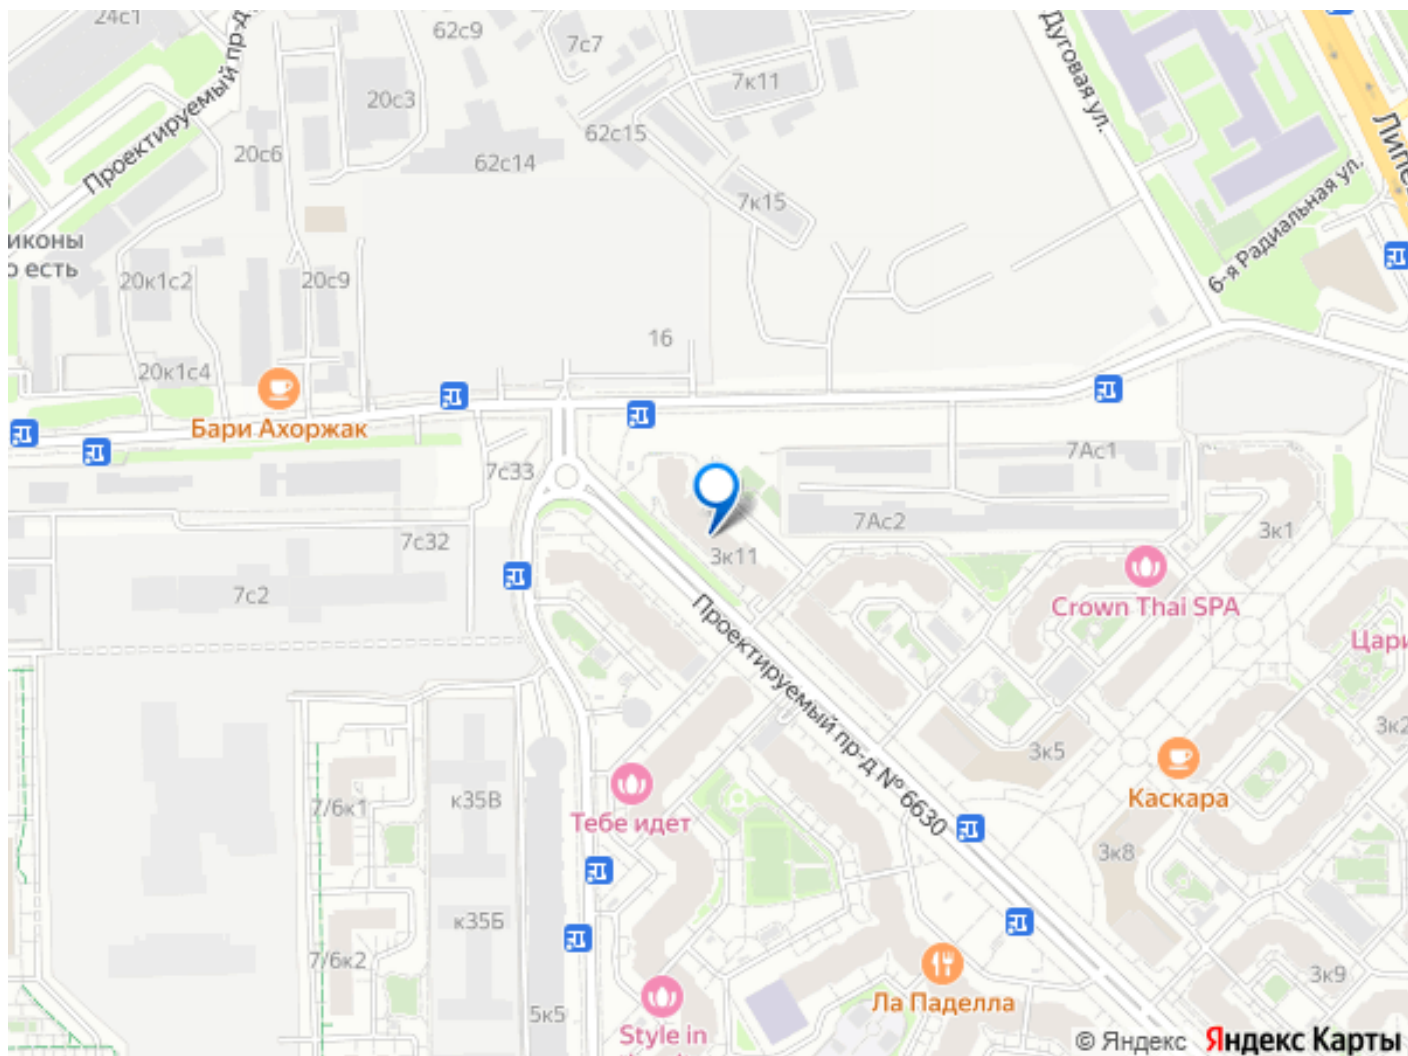 24с1
62с9
7с7
Дуговая ул.
7к11
20с3
Проектируемый пр-д
62с15
20с6
62с14
7к15
6-я Радиальная ул.
иконы
о есть
20к1с2
20с9
16
20к1с4
Бари Ахоржак
7Ас1
7с33
7Ас2
3к1
7с32
3к11
7с2
Crown Thai SPA
Проектируемый пр-д № 6630
3к2
3к5
Каскара
7/6к1
к35В
Тебе идет
3к8
к35Б
7/6к2
3к9
Ла Паделла
5к5
Style in
© Яндекс Яндекс Карты